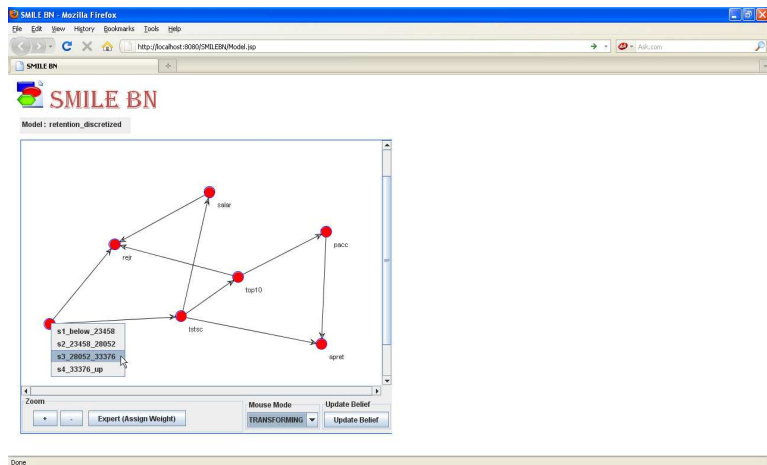 SMILE BN - Mozilla Firefox
File Edit View History Bookmarks Tools Help
http://localhost:8080/SMILEBN/Model.jsp
Ask.com
SMILE BN
SMILE BN
Model : retention_discretized
salar
pacc
rejr
top10
tstsc
apret
s1_below_23458
s2_23458_28052
s3_28052_33376
s4_33376_up
Zoom
+ - Expert (Assign Weight)
Mouse Mode
TRANSFORMING
Update Belief
Update Belief
Done